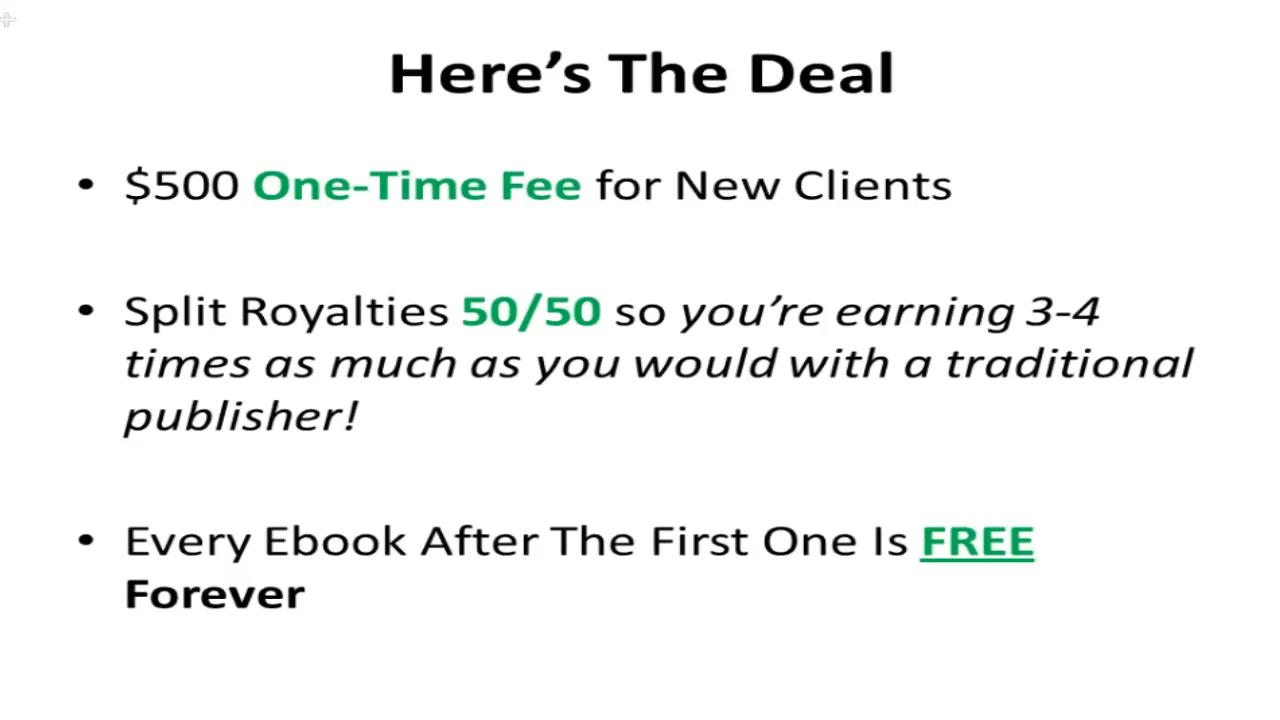 Here’s The Deal
• $500 One-Time Fee for New Clients
• Split Royalties 50/50 so you’re earning 3-4
times as much as you would with a traditional
publisher!
• Every Ebook After The First One Is FREE
Forever